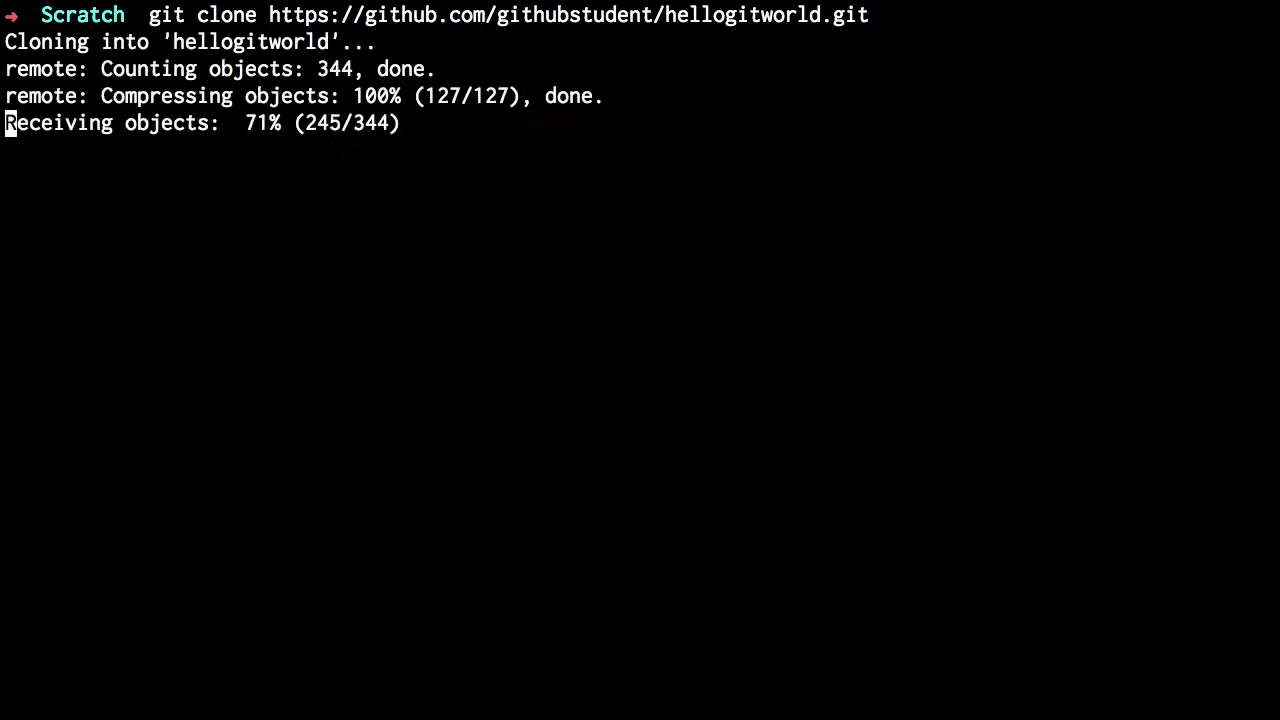 ➜  Scratch  git clone https://github.com/githubstudent/hellogitworld.git
Cloning into 'hellogitworld'...
remote: Counting objects: 344, done.
remote: Compressing objects: 100% (127/127), done.
Receiving objects:  71% (245/344)